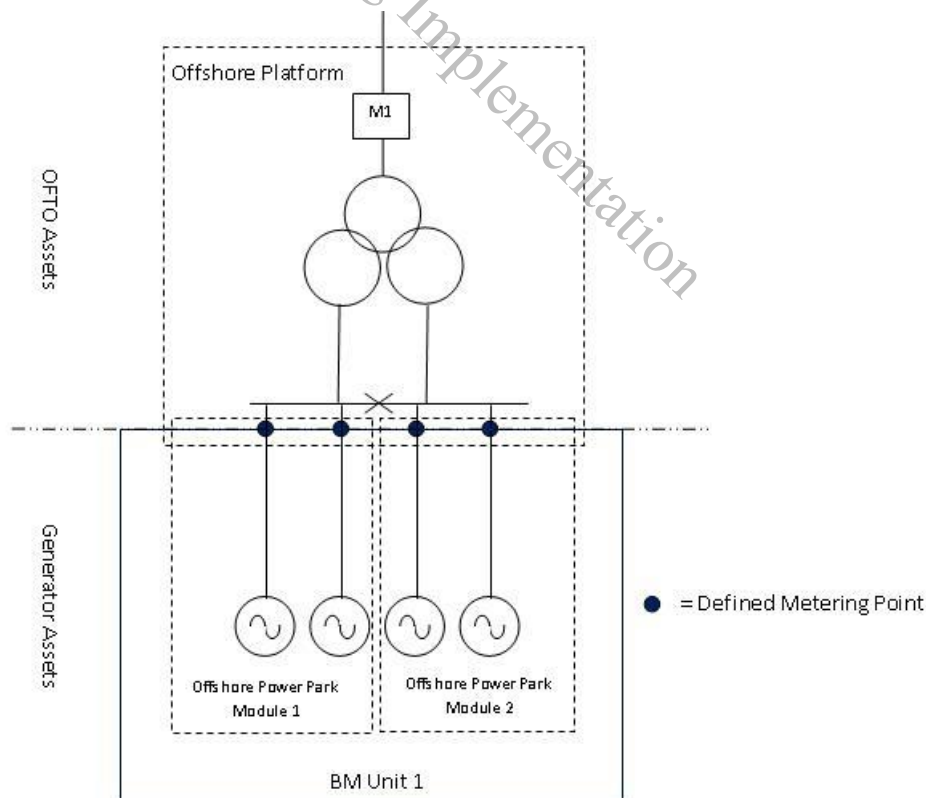 Implementation
Offshore Platform
M1
OFTO Assets
Generator Assets
= Defined Metering Point
Offshore Power Park
Module 1
Offshore Power Park
Module 2
BM Unit 1